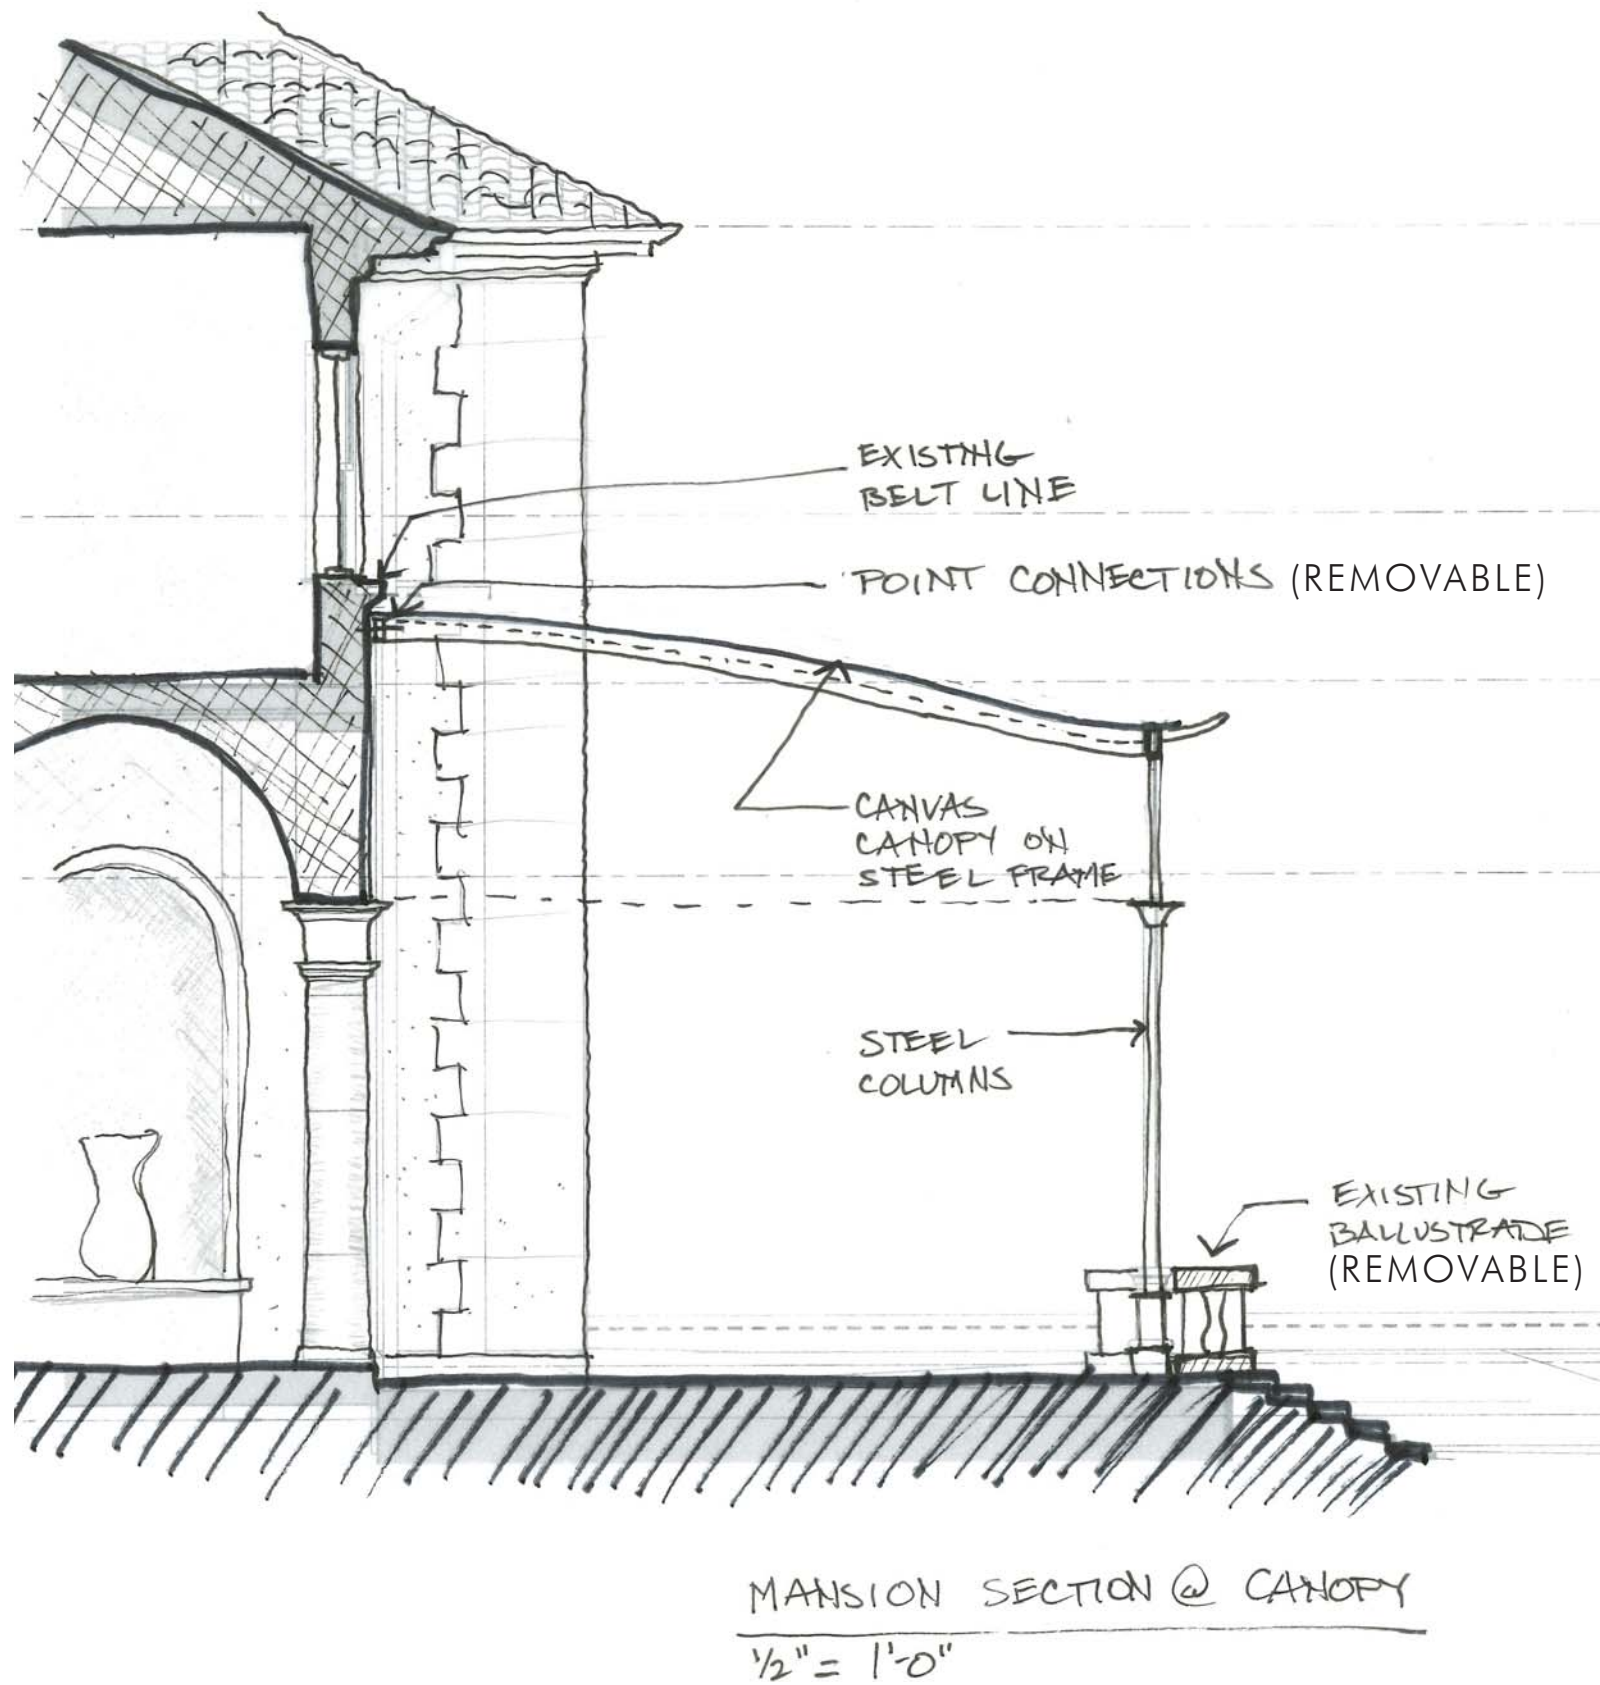 EXISTING
BELT LINE
POINT CONNECTIONS (REMOVABLE)
CANVAS
CANOPY ON
STEEL FRAME
STEEL
COLUMNS
EXISTING
BALLUSTRADE
(REMOVABLE)
MANSION SECTION @ CANOPY
1/2" = 1'-0"